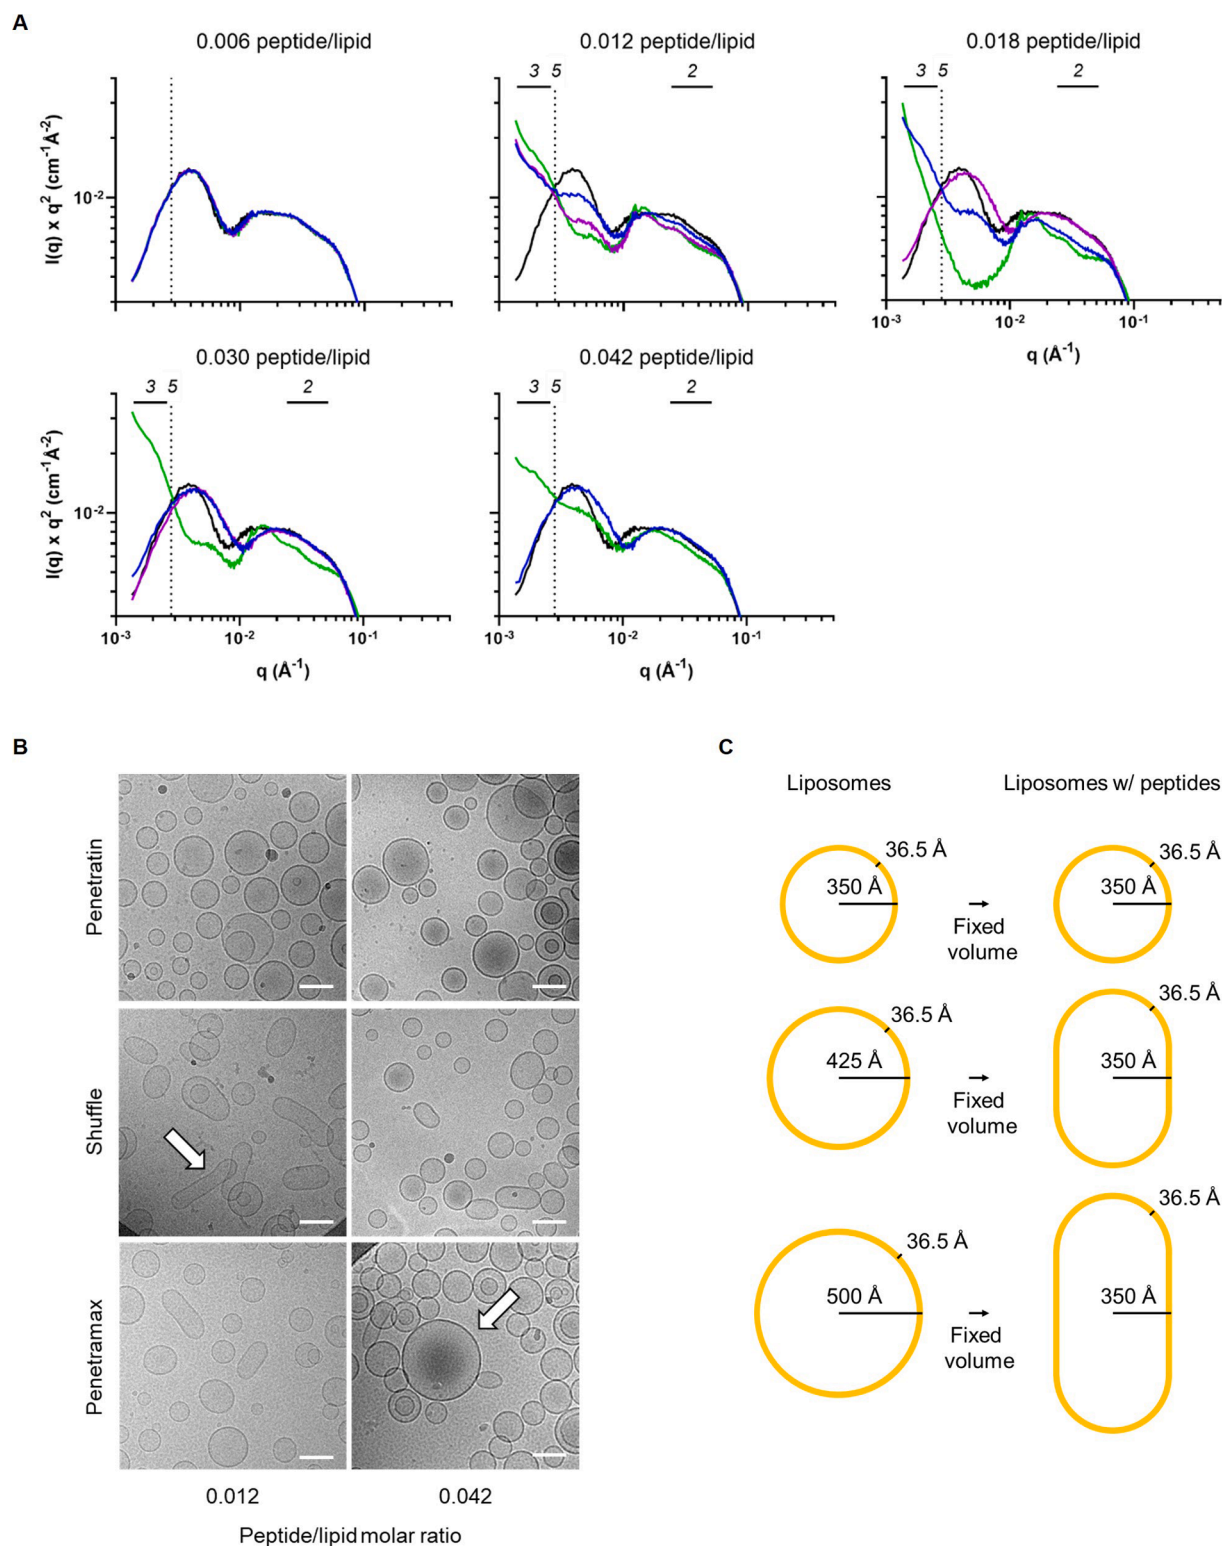 A
0.006 peptide/lipid
0.012 peptide/lipid
0.018 peptide/lipid
3 5 2
3 5 2
I(q) x q² (cm⁻¹Å⁻²)
10⁻²
10⁻²
10⁻²
10⁻³ 10⁻² 10⁻¹
q (Å⁻¹)
0.030 peptide/lipid
0.042 peptide/lipid
3 5 2
3 5 2
I(q) x q² (cm⁻¹Å⁻²)
10⁻²
10⁻²
10⁻³ 10⁻² 10⁻¹
10⁻³ 10⁻² 10⁻¹
q (Å⁻¹)
q (Å⁻¹)
B
Penetratin
Shuffle
Penetramax
0.012
0.042
Peptide/lipid molar ratio
C
Liposomes
Liposomes w/ peptides
36.5 Å
350 Å
Fixed
volume
36.5 Å
350 Å
36.5 Å
425 Å
Fixed
volume
36.5 Å
350 Å
36.5 Å
500 Å
Fixed
volume
36.5 Å
350 Å